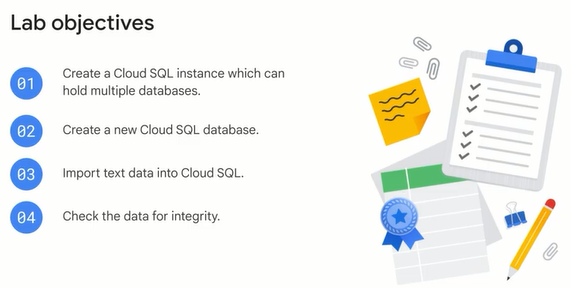 Lab objectives
01
Create a Cloud SQL instance which can
hold multiple databases.
02
Create a new Cloud SQL database.
03
Import text data into Cloud SQL.
04
Check the data for integrity.